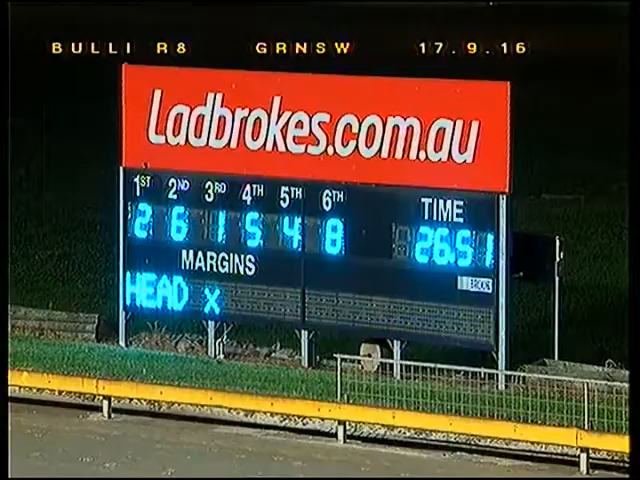 BULLI R8 GRNSW 17.9.16
Ladbrokes.com.au
1ST 2ND 3RD 4TH 5TH 6TH TIME
2 6 1 5 4 8 26.51
MARGINS
HEAD X